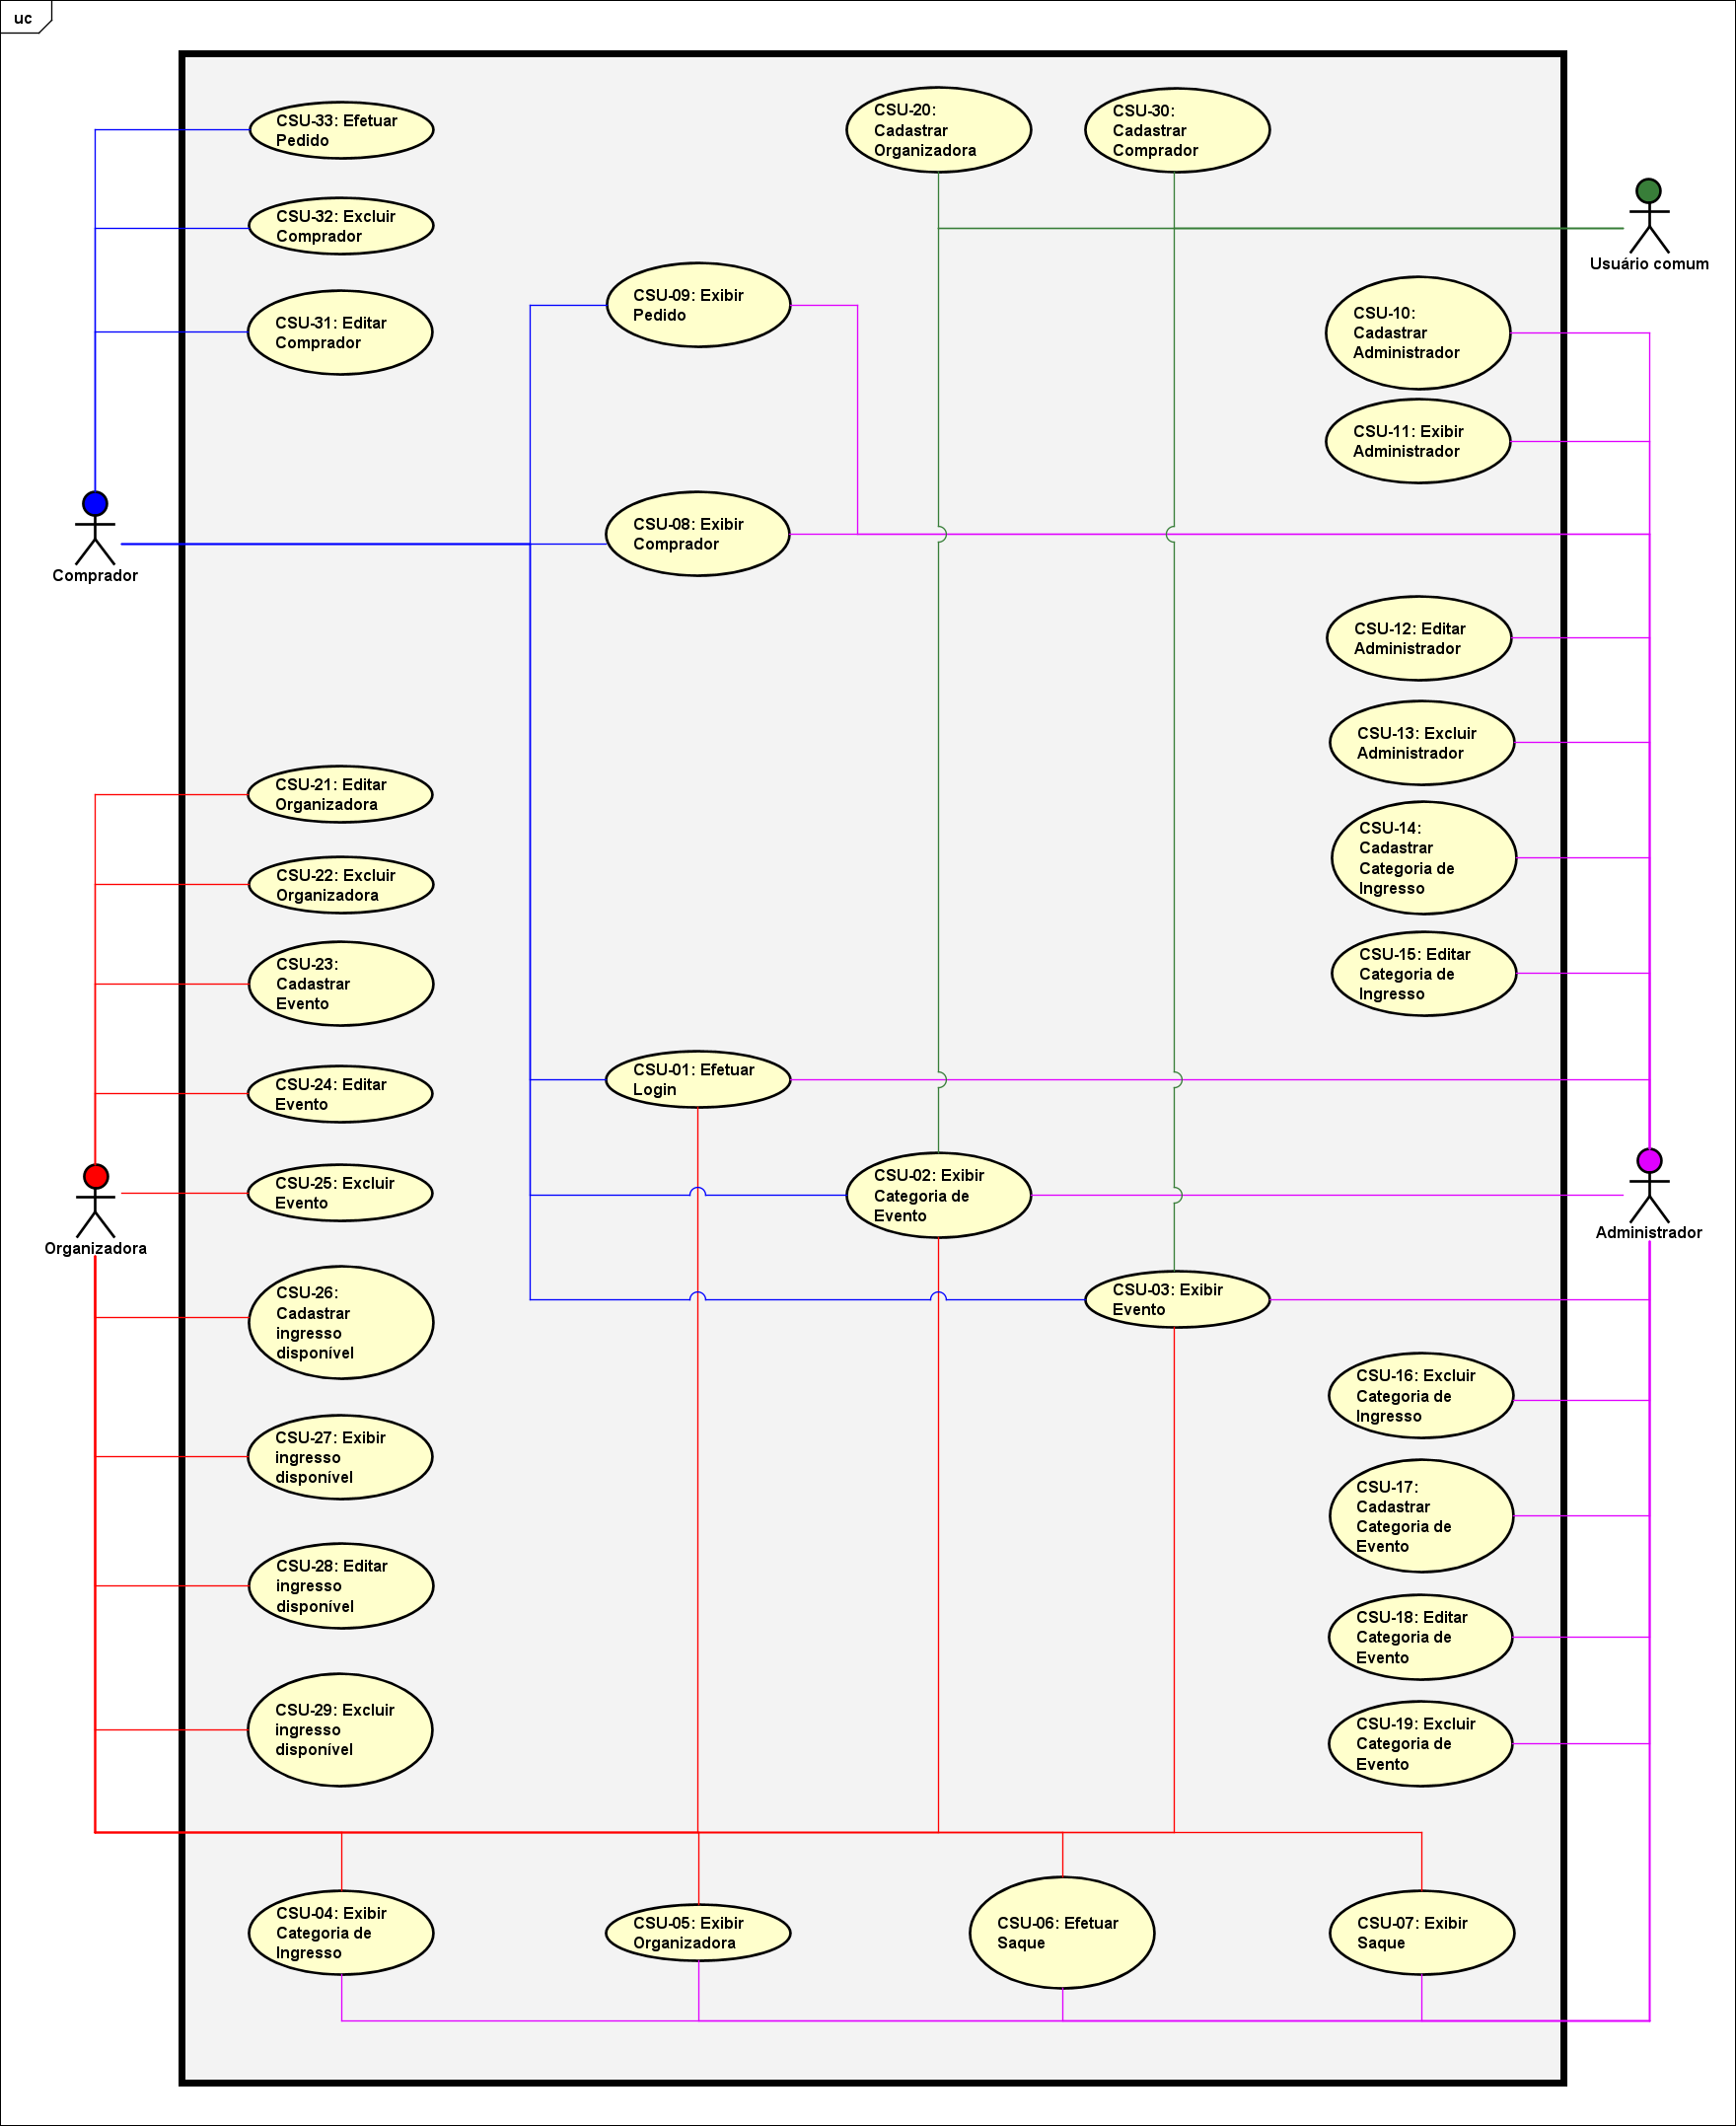 uc
CSU-33: Efetuar
Pedido
CSU-20:
Cadastrar
Organizadora
CSU-30:
Cadastrar
Comprador
CSU-32: Excluir
Comprador
Usuário comum
CSU-09: Exibir
Pedido
CSU-31: Editar
Comprador
CSU-10:
Cadastrar
Administrador
CSU-11: Exibir
Administrador
CSU-08: Exibir
Comprador
Comprador
CSU-12: Editar
Administrador
CSU-13: Excluir
Administrador
CSU-21: Editar
Organizadora
CSU-14:
Cadastrar
Categoria de
Ingresso
CSU-22: Excluir
Organizadora
CSU-23:
Cadastrar
Evento
CSU-15: Editar
Categoria de
Ingresso
CSU-24: Editar
Evento
CSU-01: Efetuar
Login
CSU-25: Excluir
Evento
CSU-02: Exibir
Categoria de
Evento
Organizadora
Administrador
CSU-26:
Cadastrar
ingresso
disponível
CSU-03: Exibir
Evento
CSU-16: Excluir
Categoria de
Ingresso
CSU-27: Exibir
ingresso
disponível
CSU-17:
Cadastrar
Categoria de
Evento
CSU-28: Editar
ingresso
disponível
CSU-18: Editar
Categoria de
Evento
CSU-29: Excluir
ingresso
disponível
CSU-19: Excluir
Categoria de
Evento
CSU-04: Exibir
Categoria de
Ingresso
CSU-05: Exibir
Organizadora
CSU-06: Efetuar
Saque
CSU-07: Exibir
Saque